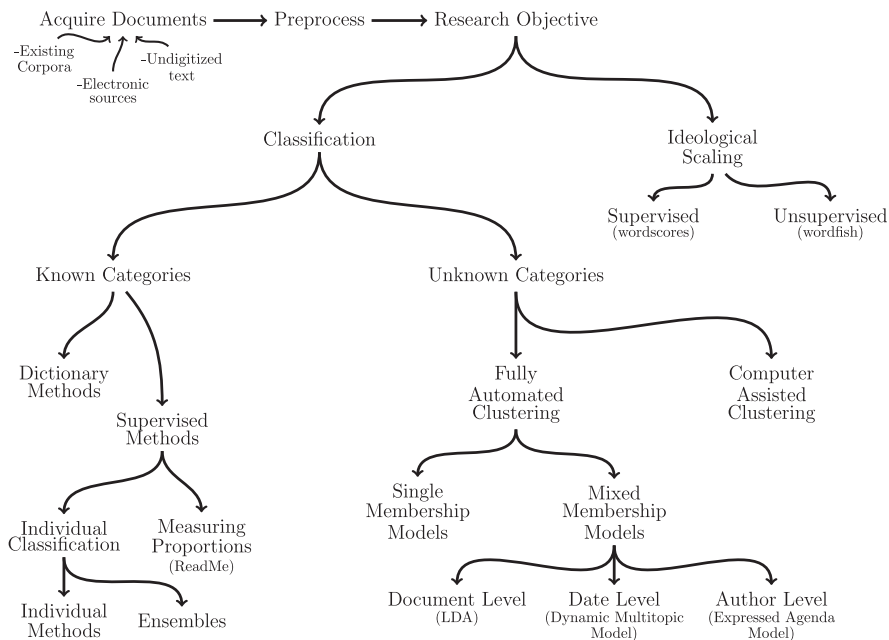 Acquire Documents
Preprocess
Research Objective
-Existing
Corpora
-Undigitized
text
-Electronic
sources
Classification
Ideological
Scaling
Supervised
(wordscores)
Unsupervised
(wordfish)
Known Categories
Unknown Categories
Dictionary
Methods
Fully
Automated
Clustering
Computer
Assisted
Clustering
Supervised
Methods
Single
Membership
Models
Mixed
Membership
Models
Individual
Classification
Measuring
Proportions
(ReadMe)
Individual
Methods
Ensembles
Document Level
(LDA)
Date Level
(Dynamic Multitopic
Model)
Author Level
(Expressed Agenda
Model)